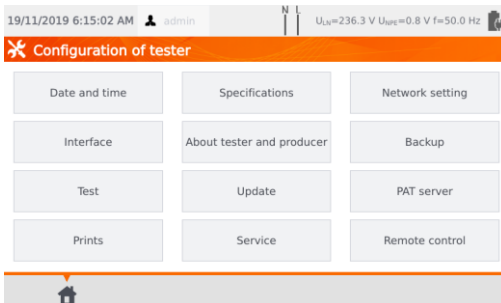 19/11/2019 6:15:02 AM admin N L U_LN=236.3 V U_NPE=0.8 V f=50.0 Hz
Configuration of tester
Date and time Specifications Network setting
Interface About tester and producer Backup
Test Update PAT server
Prints Service Remote control